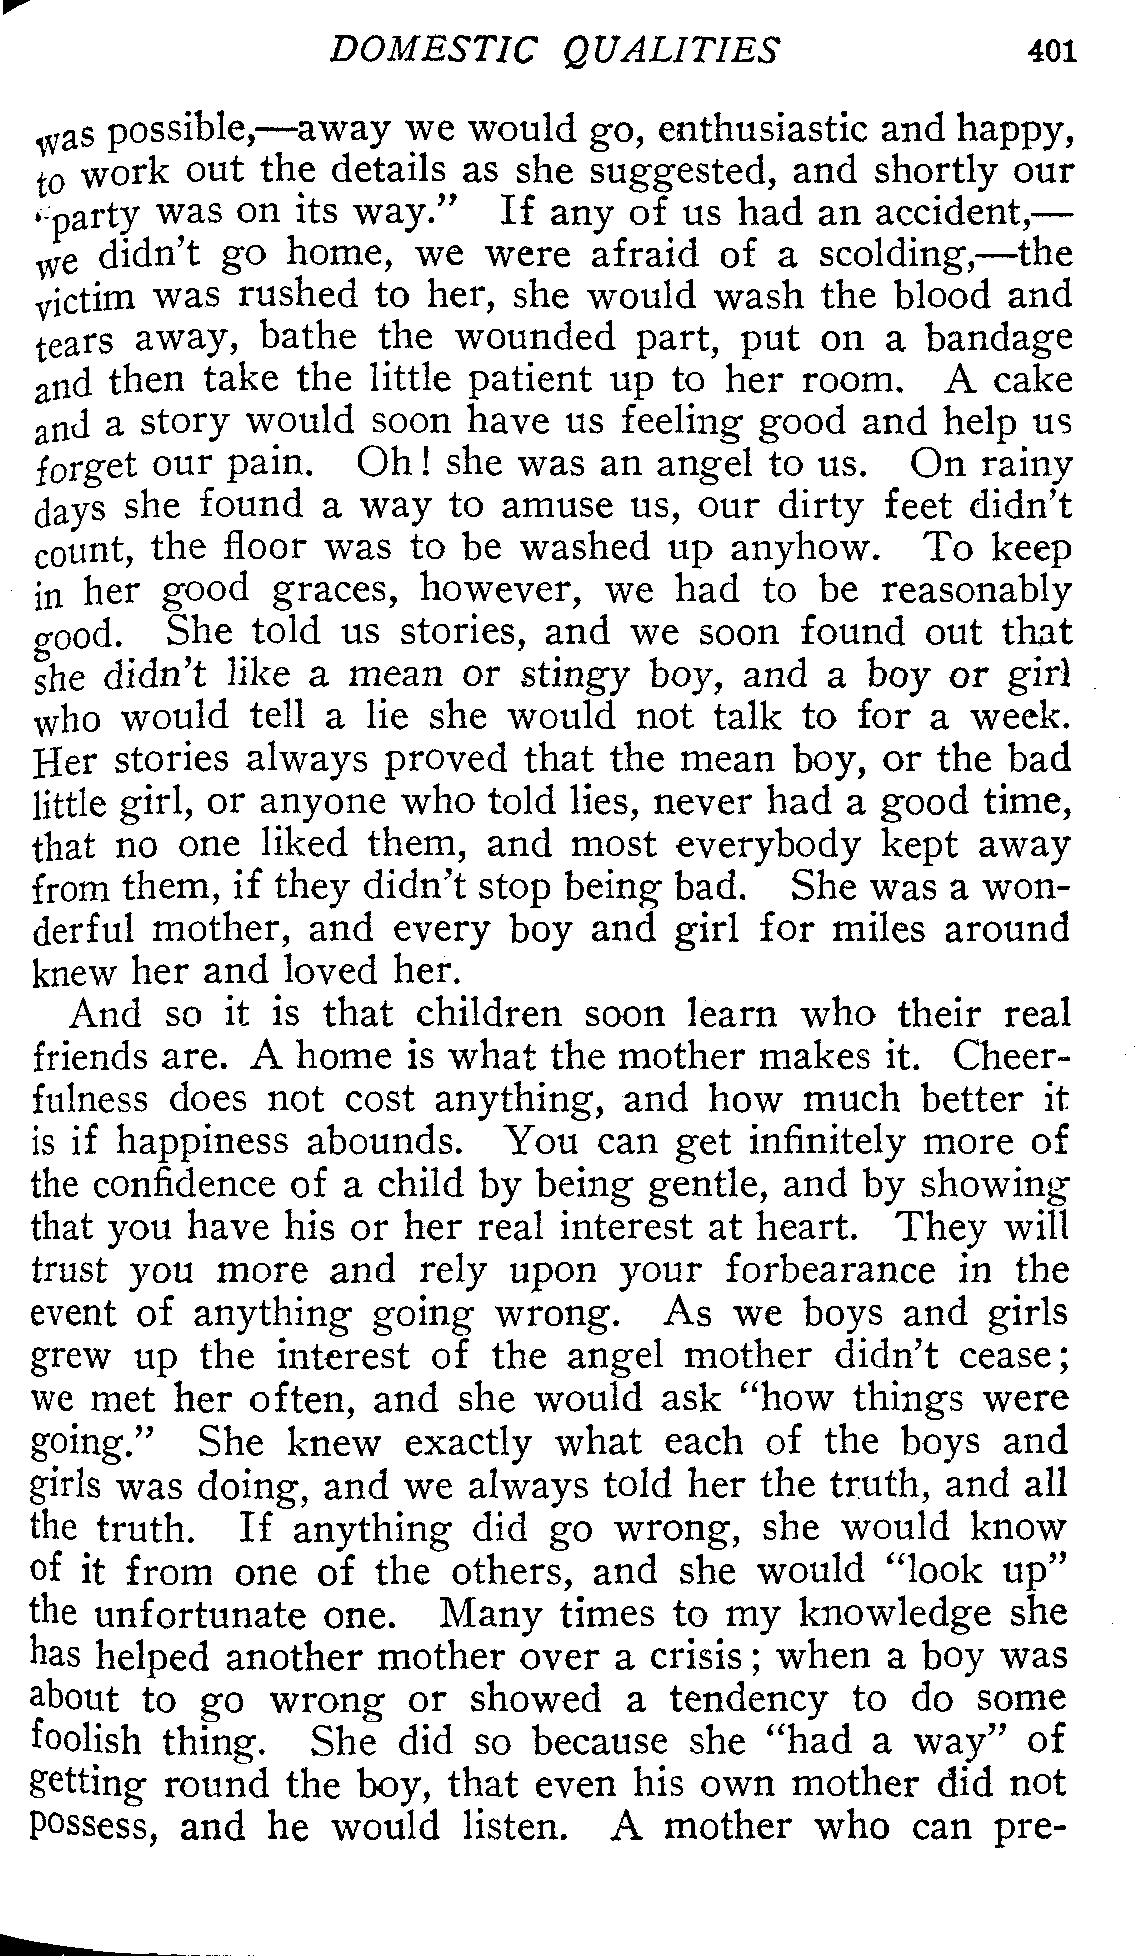 DOMESTIC QUALITIES 401
was possible,—away we would go, enthusiastic and happy,
to work out the details as she suggested, and shortly our
"party was on its way." If any of us had an accident,—
we didn't go home, we were afraid of a scolding,—the
victim was rushed to her, she would wash the blood and
tears away, bathe the wounded part, put on a bandage
and then take the little patient up to her room. A cake
and a story would soon have us feeling good and help us
forget our pain. Oh! she was an angel to us. On rainy
days she found a way to amuse us, our dirty feet didn't
count, the floor was to be washed up anyhow. To keep
in her good graces, however, we had to be reasonably
good. She told us stories, and we soon found out that
she didn't like a mean or stingy boy, and a boy or girl
who would tell a lie she would not talk to for a week.
Her stories always proved that the mean boy, or the bad
little girl, or anyone who told lies, never had a good time,
that no one liked them, and most everybody kept away
from them, if they didn't stop being bad. She was a won-
derful mother, and every boy and girl for miles around
knew her and loved her.
And so it is that children soon learn who their real
friends are. A home is what the mother makes it. Cheer-
fulness does not cost anything, and how much better it
is if happiness abounds. You can get infinitely more of
the confidence of a child by being gentle, and by showing
that you have his or her real interest at heart. They will
trust you more and rely upon your forbearance in the
event of anything going wrong. As we boys and girls
grew up the interest of the angel mother didn't cease;
we met her often, and she would ask "how things were
going." She knew exactly what each of the boys and
girls was doing, and we always told her the truth, and all
the truth. If anything did go wrong, she would know
of it from one of the others, and she would "look up"
the unfortunate one. Many times to my knowledge she
has helped another mother over a crisis; when a boy was
about to go wrong or showed a tendency to do some
foolish thing. She did so because she "had a way" of
getting round the boy, that even his own mother did not
possess, and he would listen. A mother who can pre-